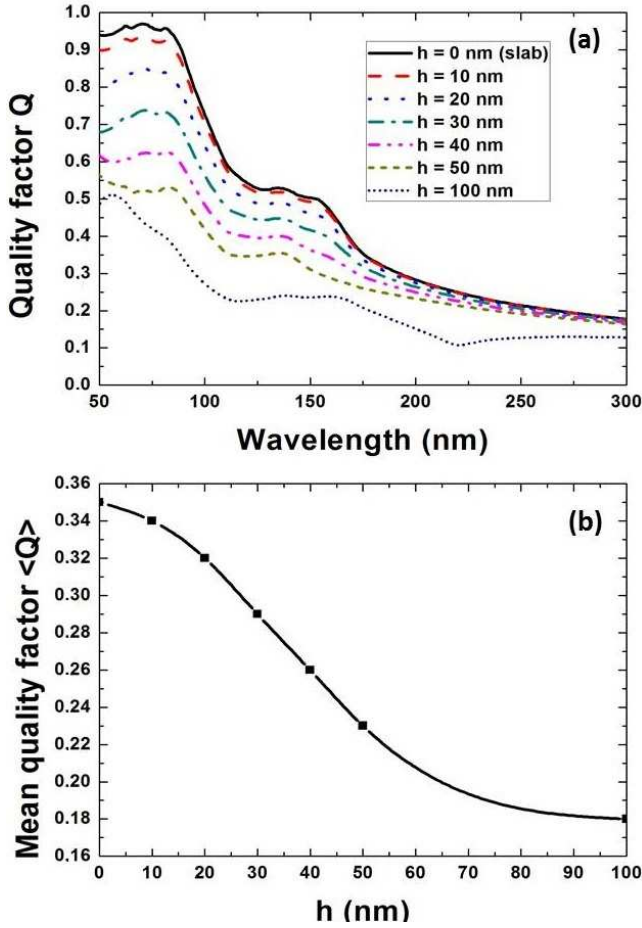 1.0
0.9
0.8
0.7
0.6
0.5
0.4
0.3
0.2
0.1
0.0
Quality factor Q
(a)
h = 0 nm (slab)
h = 10 nm
h = 20 nm
h = 30 nm
h = 40 nm
h = 50 nm
h = 100 nm
50 100 150 200 250 300
Wavelength (nm)
0.36
0.34
0.32
0.30
0.28
0.26
0.24
0.22
0.20
0.18
0.16
Mean quality factor <Q>
(b)
0 10 20 30 40 50 60 70 80 90 100
h (nm)